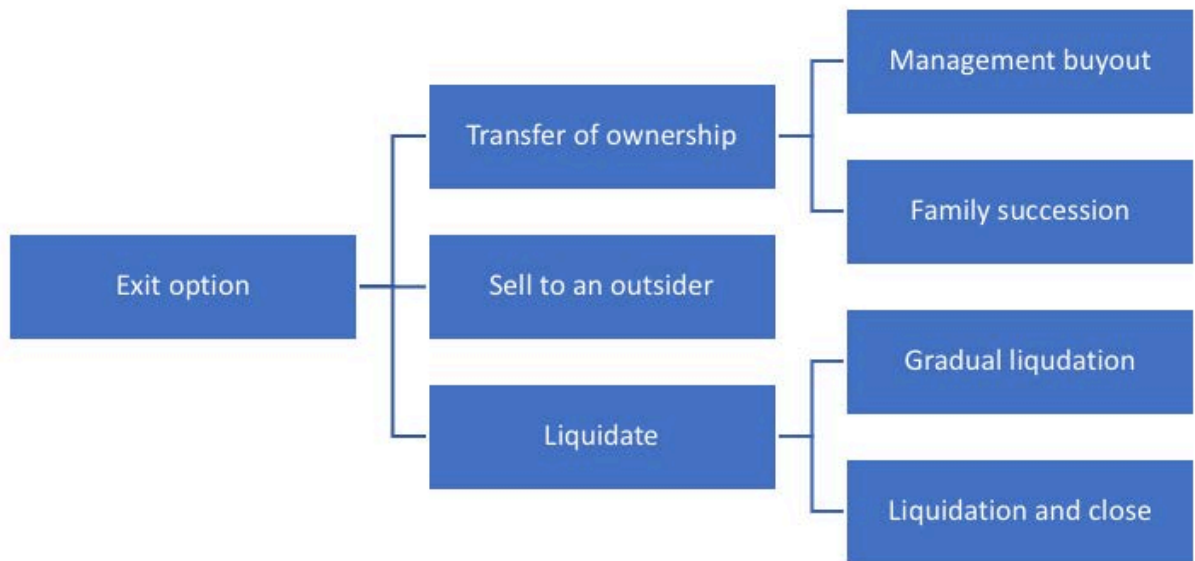 Exit option
Transfer of ownership
Management buyout
Family succession
Sell to an outsider
Liquidate
Gradual liqudation
Liquidation and close